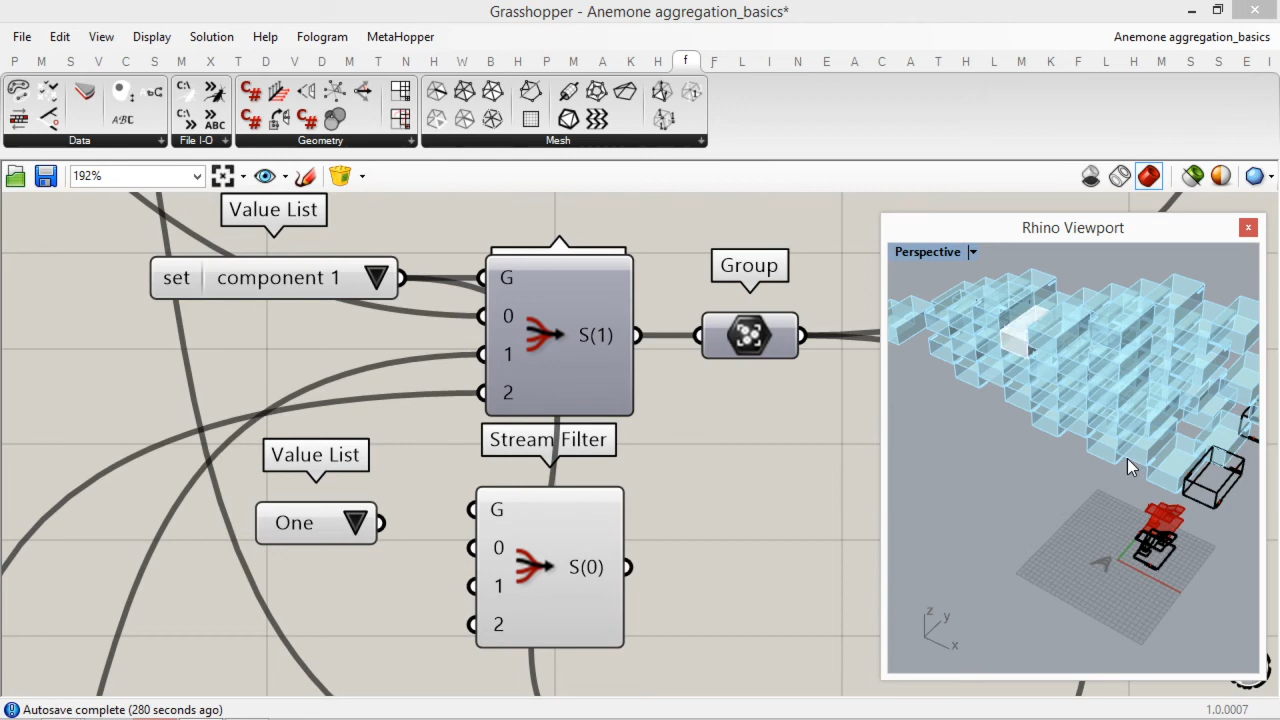 Grasshopper - Anemone aggregation_basics*
File Edit View Display Solution Help Fologram MetaHopper
Anemone aggregation_basics
P M S V C S I M X S T D M T N W B H P M A K H f F L I N E A C F H L K M P S T M S S E I
Data
File I-O
Geometry
Mesh
192%
Value List
set component 1
G
0
1
2
S(1)
Group
Value List
One
Stream Filter
G
0
1
2
S(0)
Rhino Viewport
Perspective
z
y
x
Autosave complete (280 seconds ago)
1.0.0007